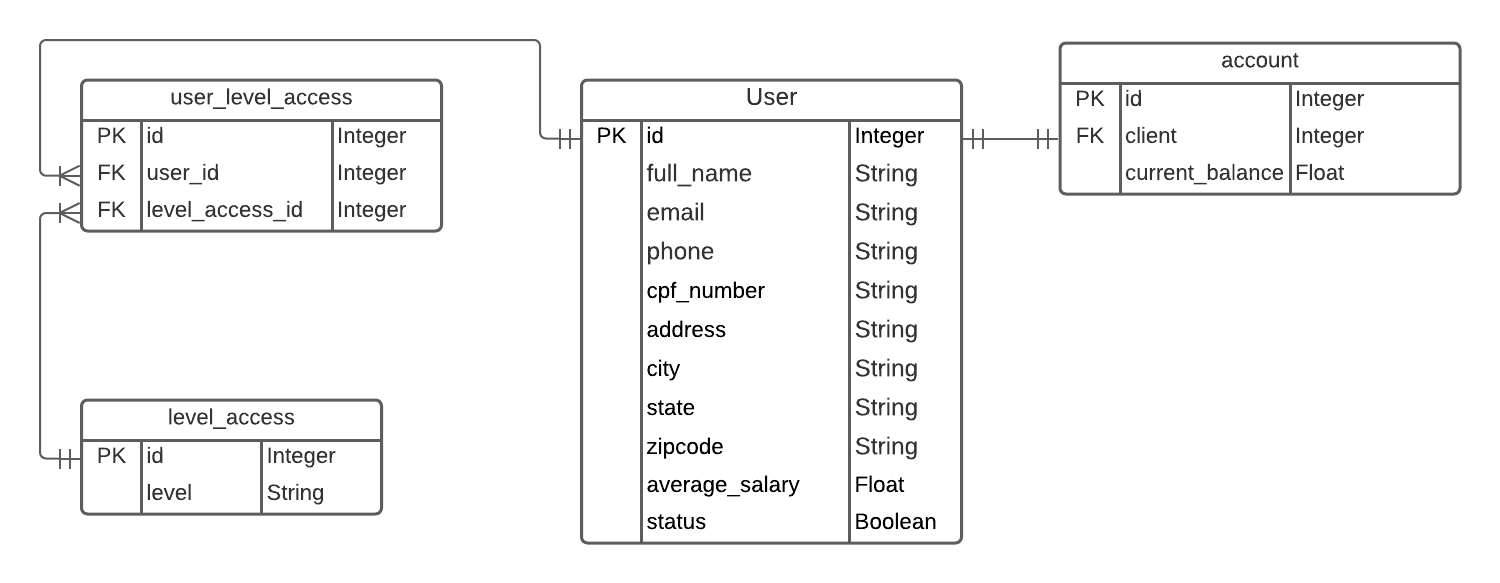 user_level_access
PK id Integer
FK user_id Integer
FK level_access_id Integer
level_access
PK id Integer
level String
User
PK id Integer
full_name String
email String
phone String
cpf_number String
address String
city String
state String
zipcode String
average_salary Float
status Boolean
account
PK id Integer
FK client Integer
current_balance Float